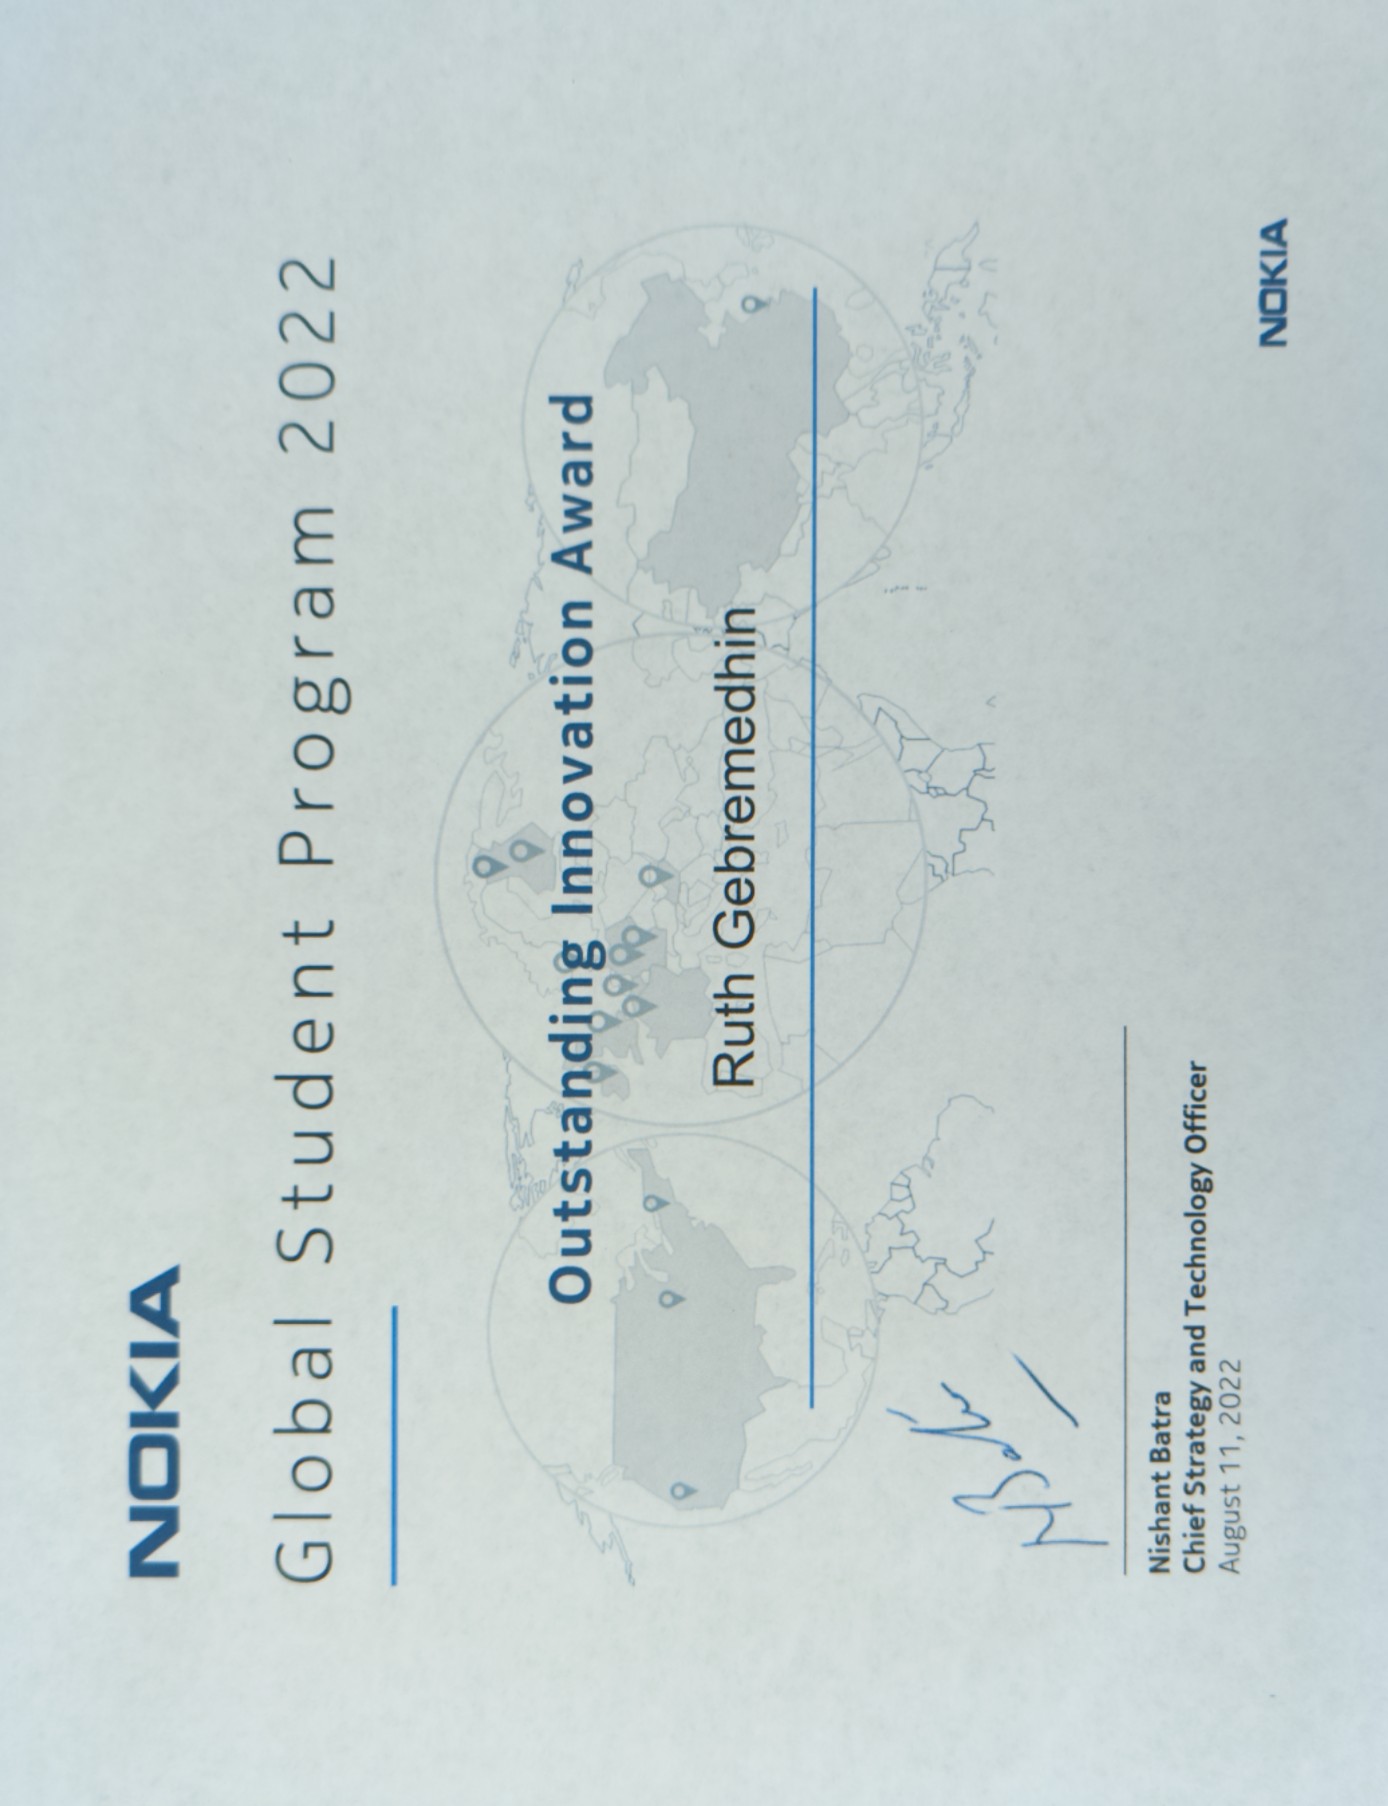 NOKIA
Global Student Program 2022
Outstanding Innovation Award
Ruth Gebremedhin
NBatra
Nishant Batra
Chief Strategy and Technology Officer
August 11, 2022
NOKIA